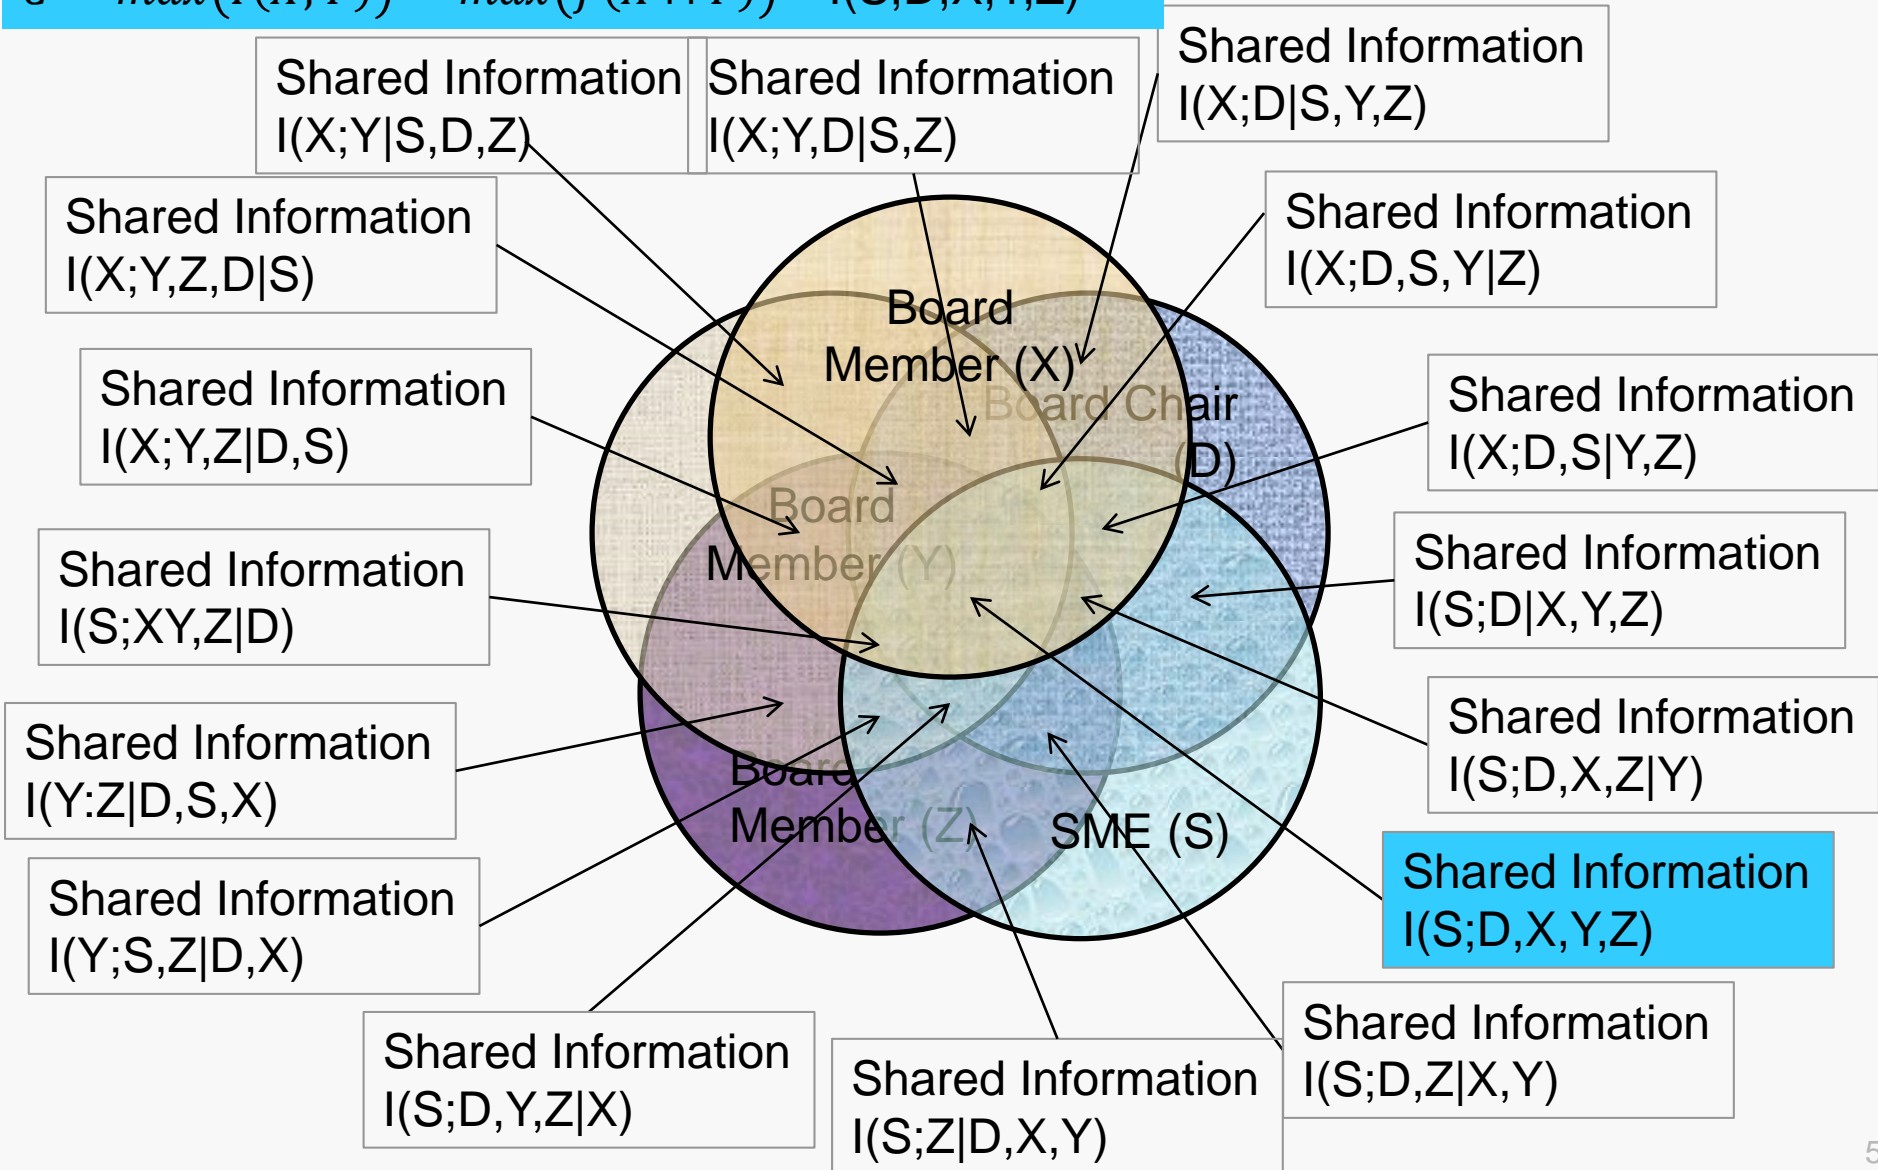 I(S;D,X,Y,Z)
Shared Information
I(X;Y|S,D,Z)
Shared Information
I(X;Y,D|S,Z)
Shared Information
I(X;D|S,Y,Z)
Shared Information
I(X;Y,Z,D|S)
Shared Information
I(X;D,S,Y|Z)
Shared Information
I(X;Y,Z|D,S)
Shared Information
I(X;D,S|Y,Z)
Shared Information
I(S;XY,Z|D)
Shared Information
I(S;D|X,Y,Z)
Shared Information
I(Y:Z|D,S,X)
Shared Information
I(S;D,X,Z|Y)
Shared Information
I(Y;S,Z|D,X)
Shared Information
I(S;D,X,Y,Z)
Shared Information
I(S;D,Y,Z|X)
Shared Information
I(S;Z|D,X,Y)
Shared Information
I(S;D,Z|X,Y)
Board
Member (X)
Board Chair
(D)
Board
Member (Y)
Board
Member (Z)
SME (S)
5